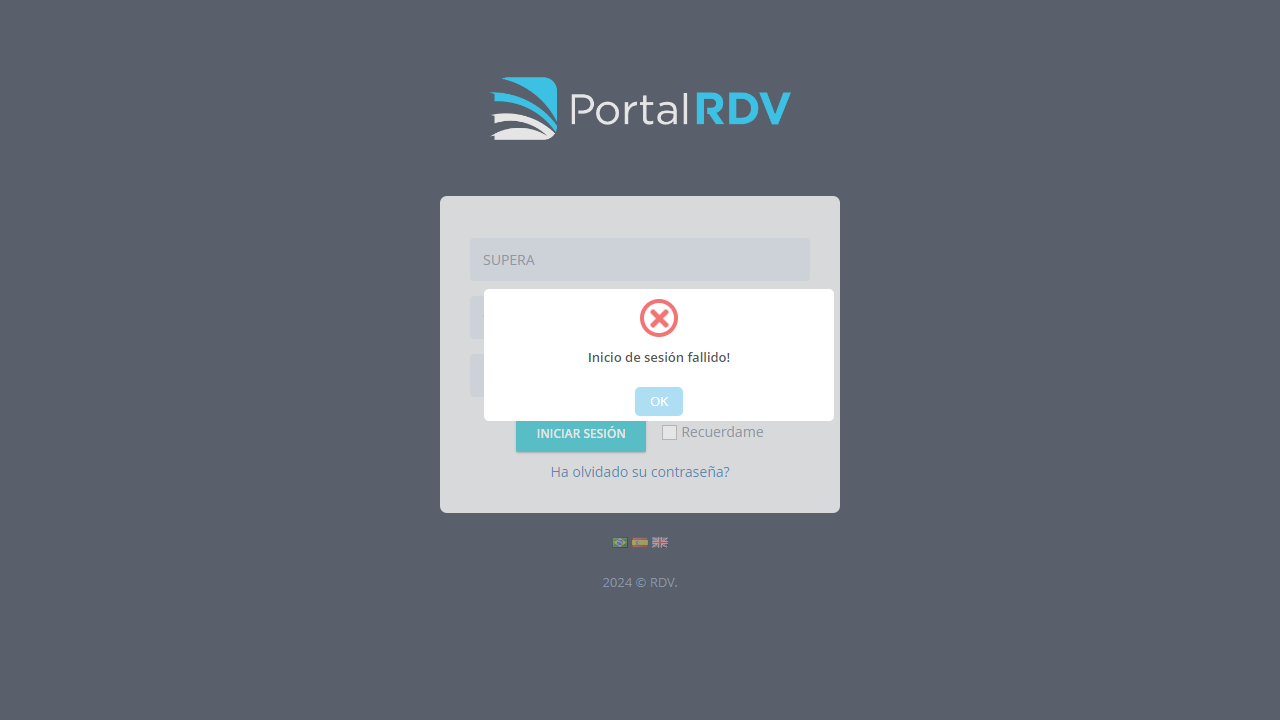 PortalRDV
SUPERA
Inicio de sesión fallido!
OK
INICIAR SESIÓN
Recuerdame
Ha olvidado su contraseña?
2024 © RDV.